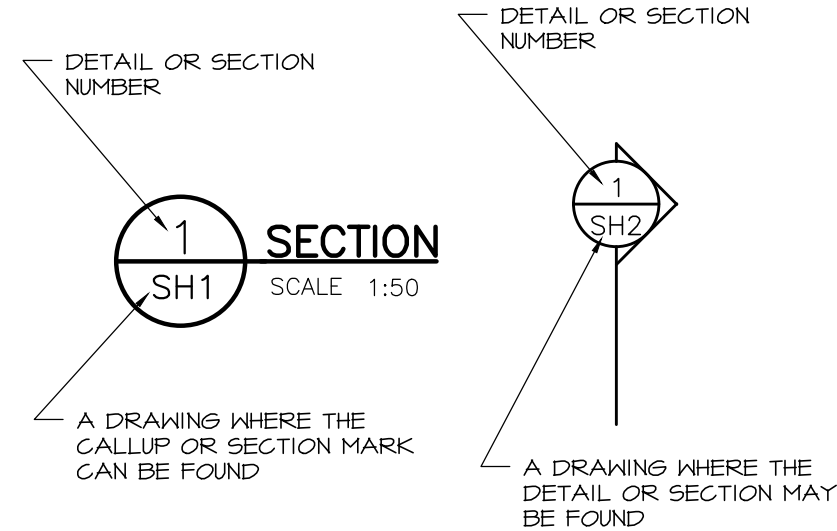 DETAIL OR SECTION
NUMBER
1
SH1
SECTION
SCALE 1:50
A DRAWING WHERE THE
CALLUP OR SECTION MARK
CAN BE FOUND
DETAIL OR SECTION
NUMBER
1
SH2
A DRAWING WHERE THE
DETAIL OR SECTION MAY
BE FOUND